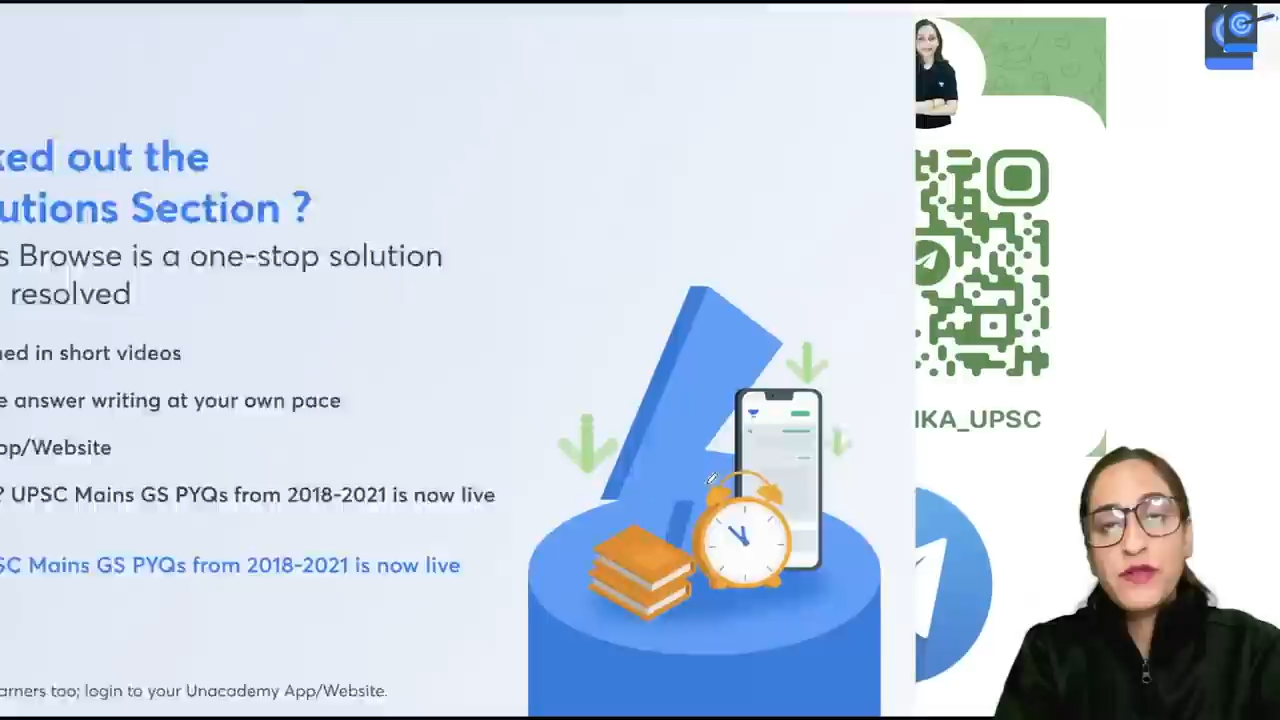 ked out the
utions Section ?
s Browse is a one-stop solution
resolved
ned in short videos
e answer writing at your own pace
pp/Website
? UPSC Mains GS PYQs from 2018-2021 is now live
SC Mains GS PYQs from 2018-2021 is now live
arners too; login to your Unacademy App/Website.
IKA_UPSC